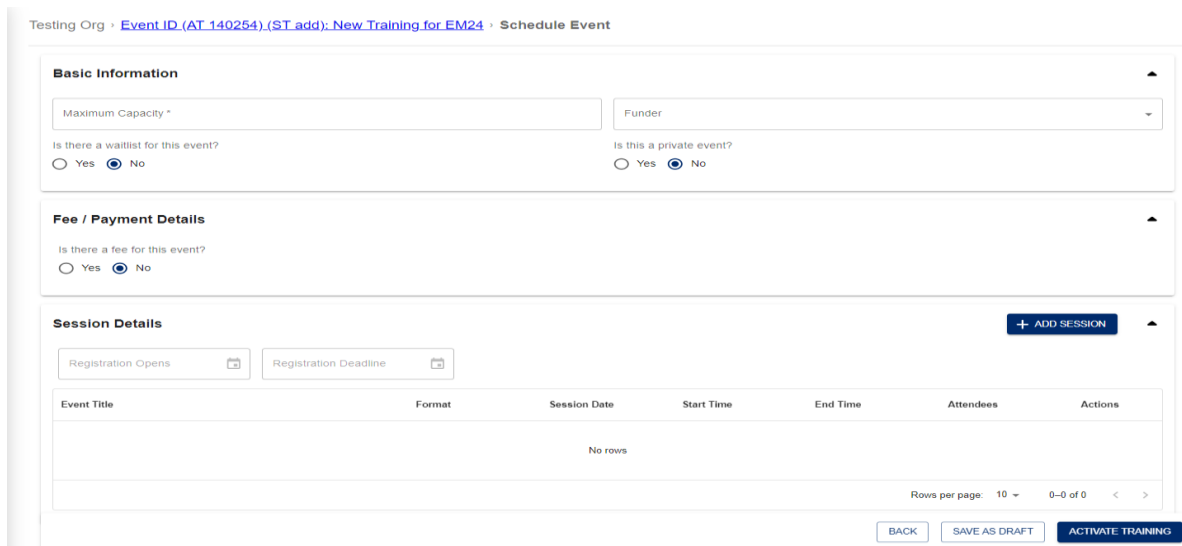 Testing Org › Event ID (AT 140254) (ST add): New Training for EM24 › Schedule Event
Basic Information
Maximum Capacity * Funder
Is there a waitlist for this event? Is this a private event?
Yes No Yes No
Fee / Payment Details
Is there a fee for this event?
Yes No
Session Details + ADD SESSION
Registration Opens Registration Deadline
Event Title Format Session Date Start Time End Time Attendees Actions
No rows
Rows per page: 10 0–0 of 0 < >
BACK SAVE AS DRAFT ACTIVATE TRAINING